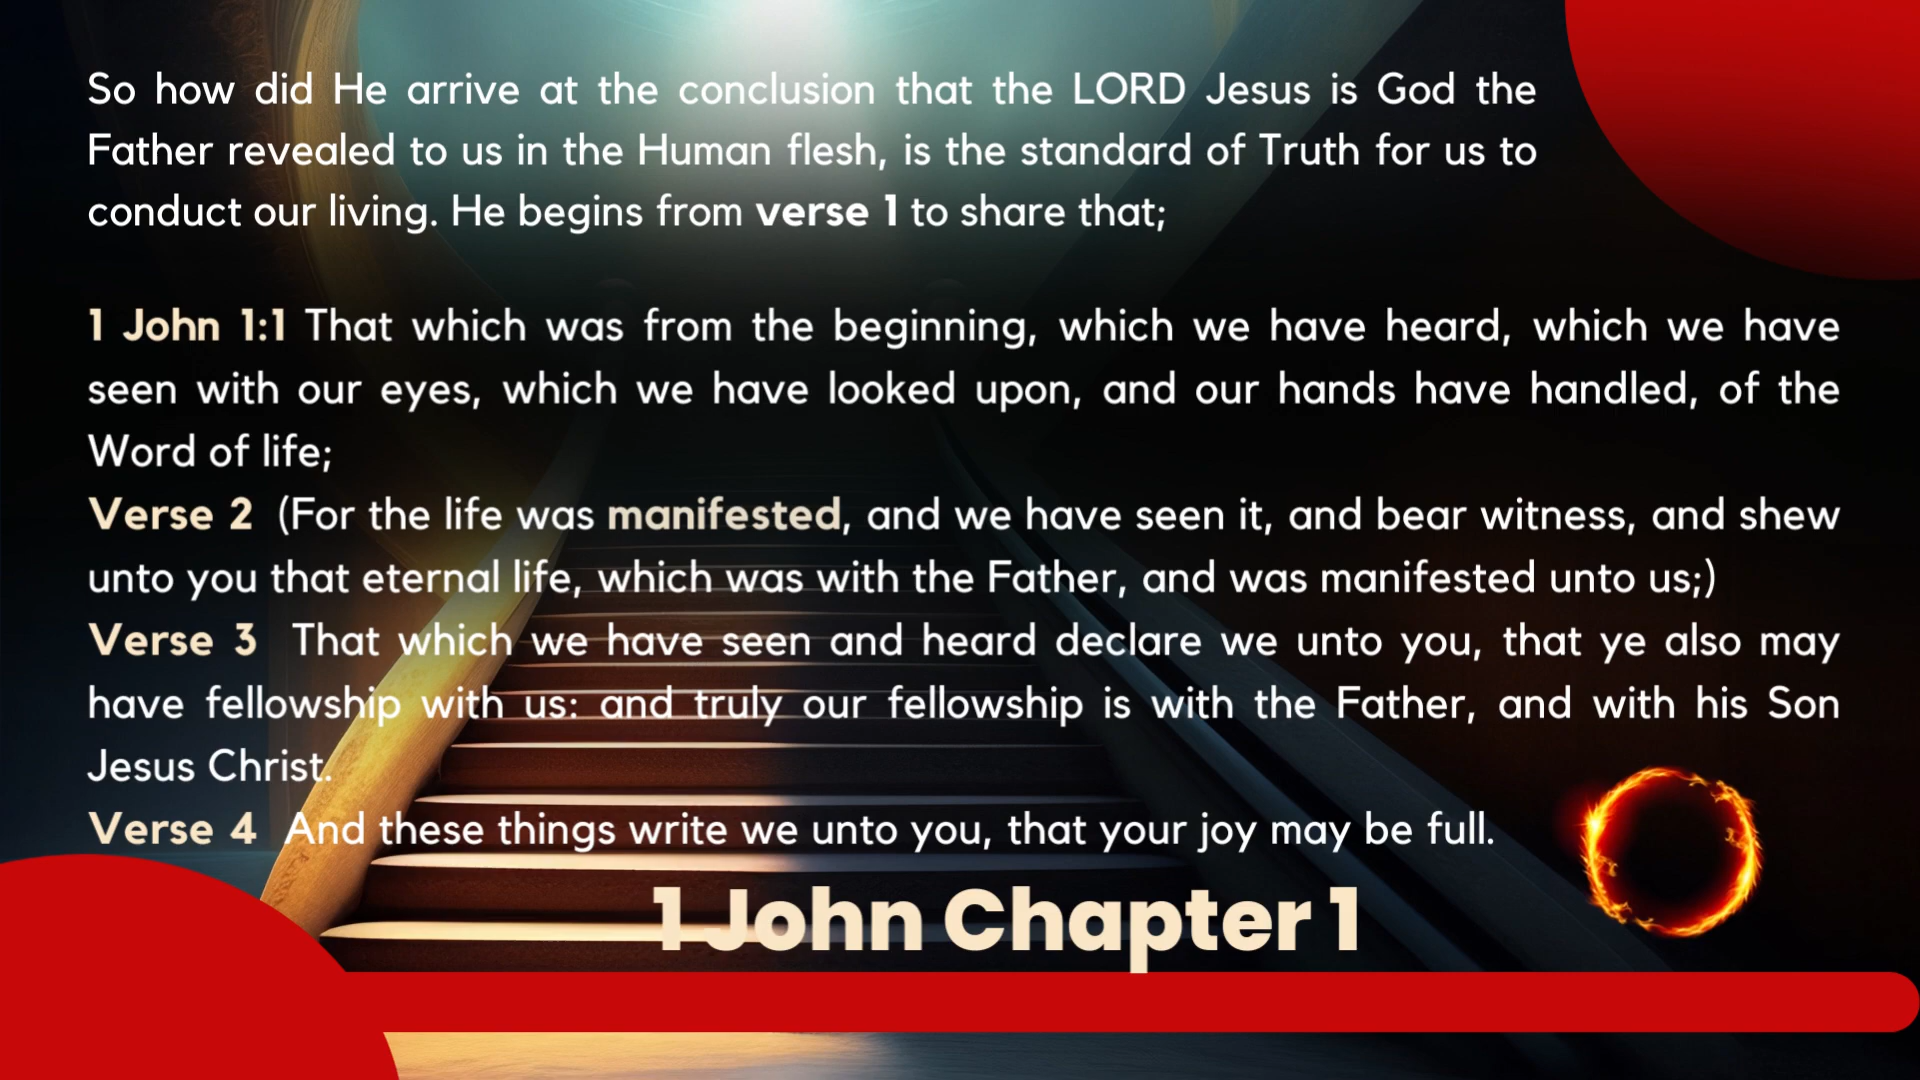 So how did He arrive at the conclusion that the LORD Jesus is God the
Father revealed to us in the Human flesh, is the standard of Truth for us to
conduct our living. He begins from verse 1 to share that;
1 John 1:1 That which was from the beginning, which we have heard, which we have
seen with our eyes, which we have looked upon, and our hands have handled, of the
Word of life;
Verse 2 (For the life was manifested, and we have seen it, and bear witness, and shew
unto you that eternal life, which was with the Father, and was manifested unto us;)
Verse 3 That which we have seen and heard declare we unto you, that ye also may
have fellowship with us: and truly our fellowship is with the Father, and with his Son
Jesus Christ.
Verse 4 And these things write we unto you, that your joy may be full.
1 John Chapter 1